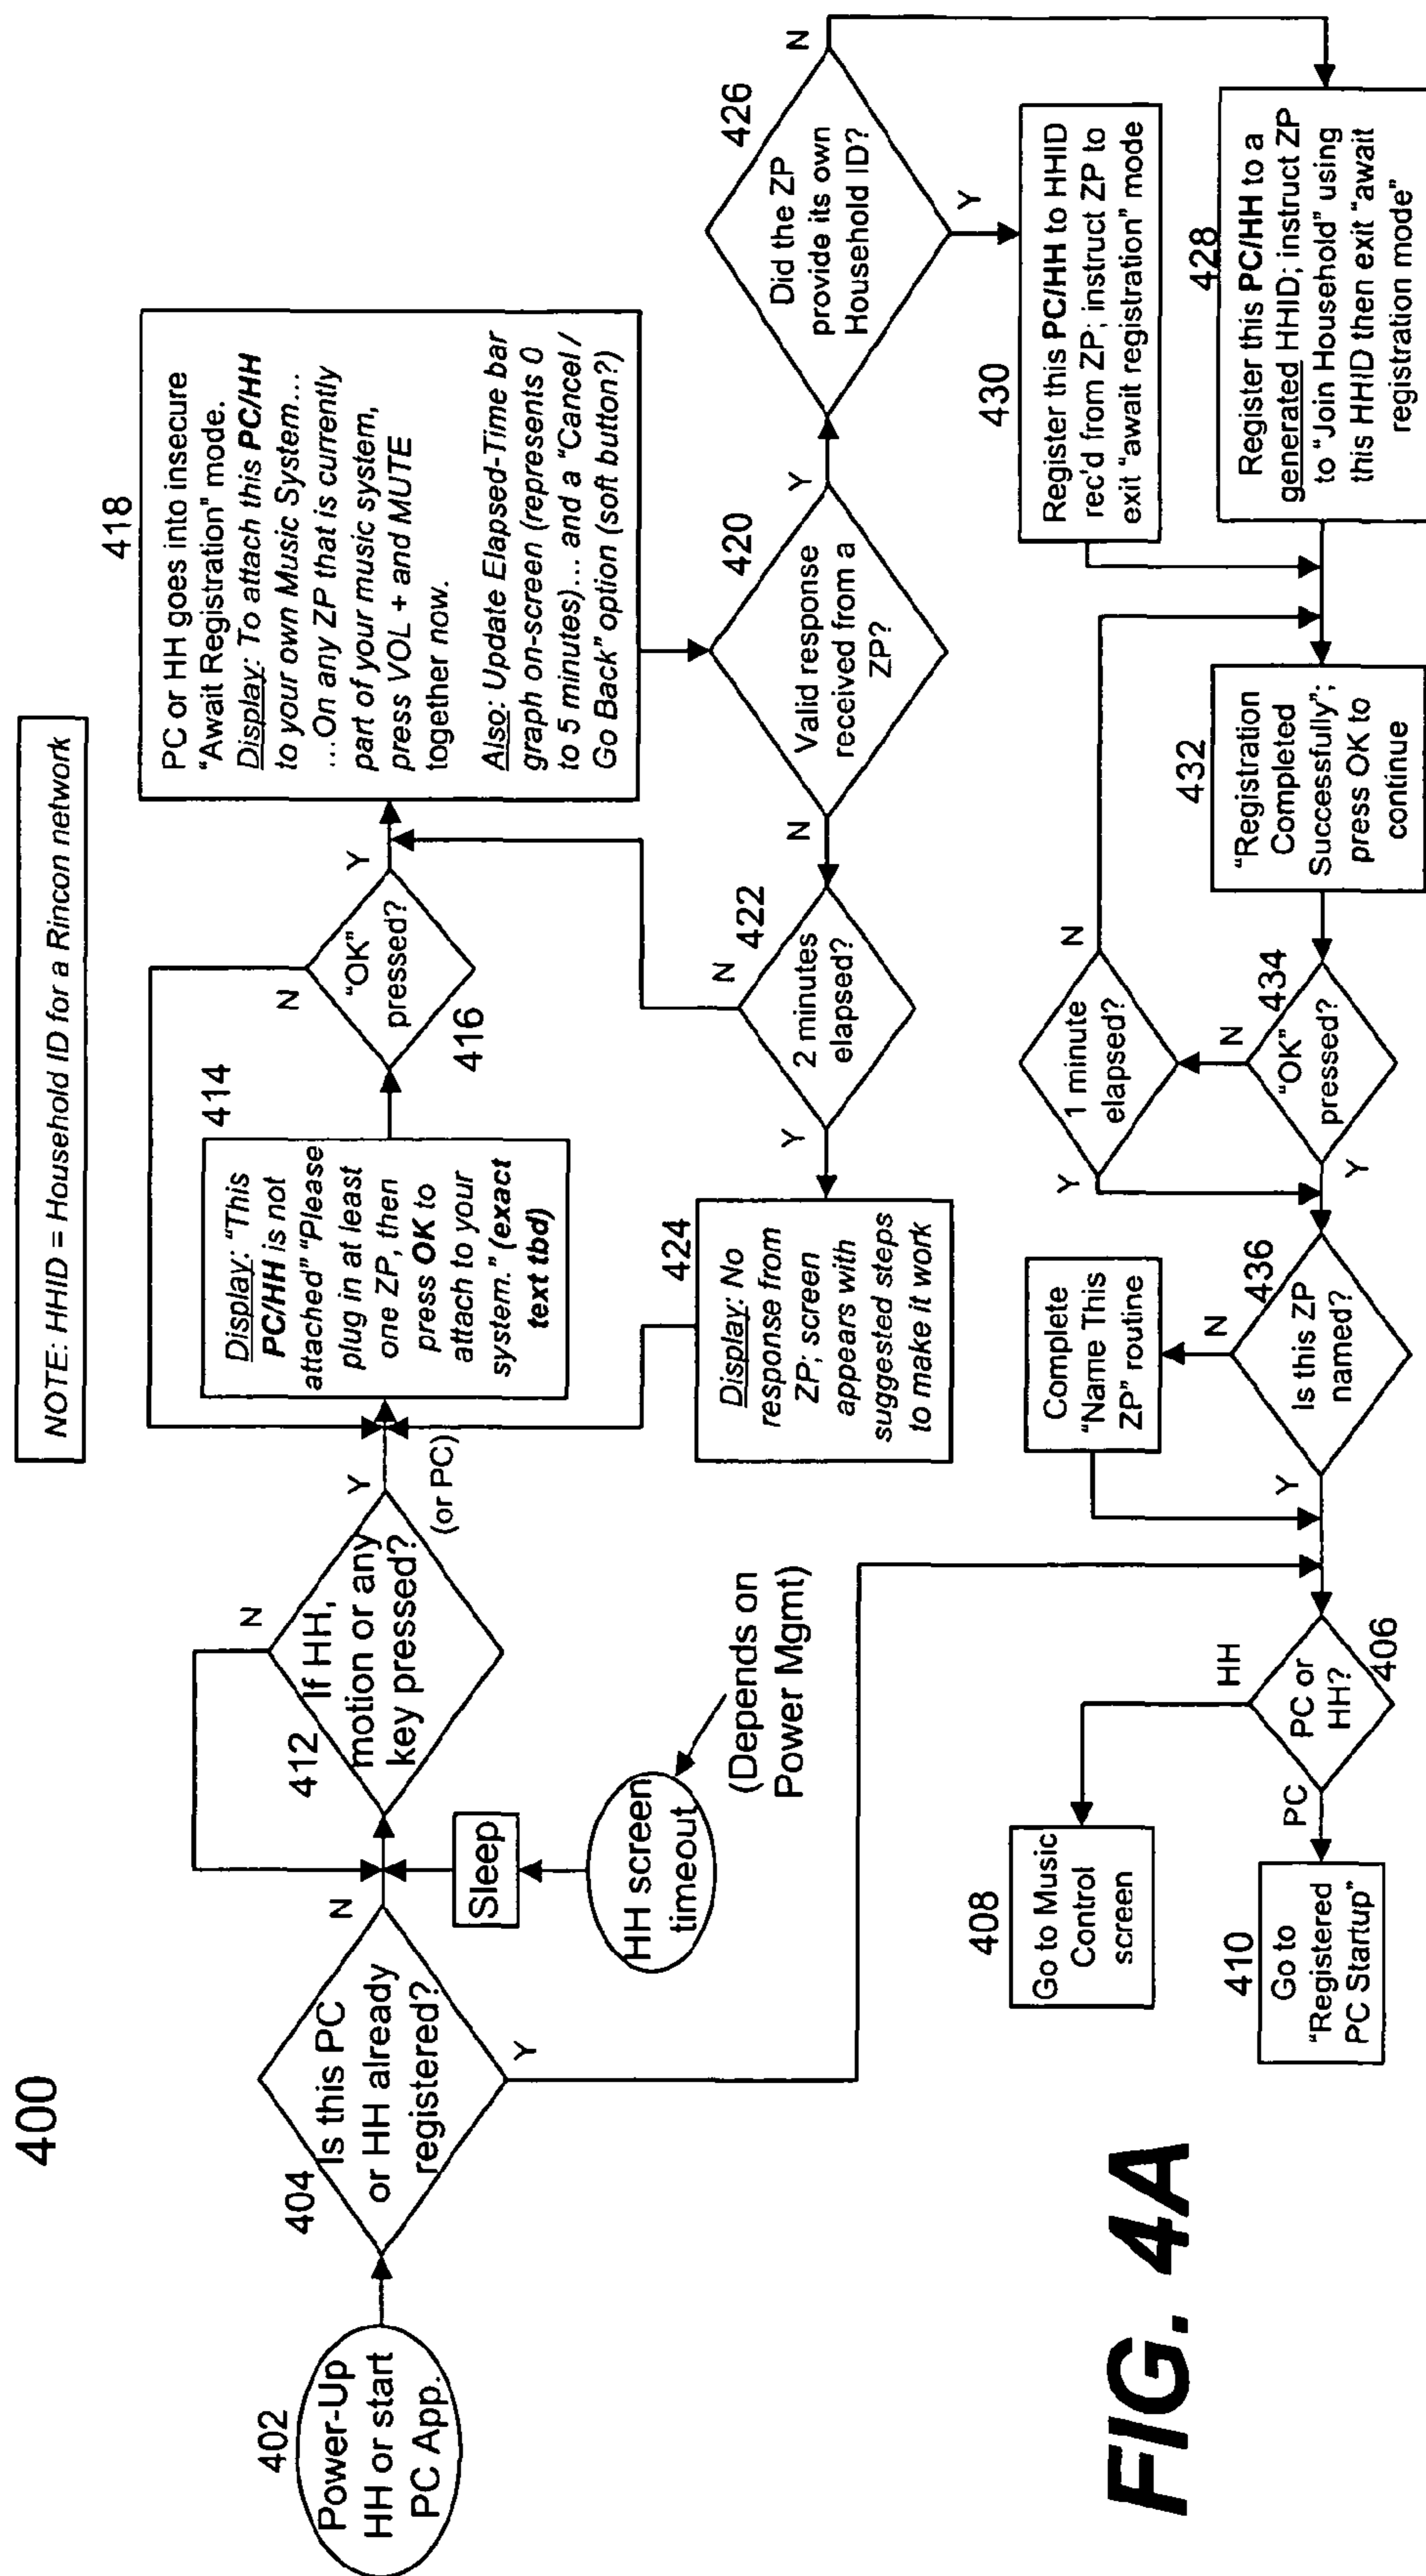 400
NOTE: HHID = Household ID for a Rincon network
402
Power-Up
HH or start
PC App.
404
Is this PC
or HH already
registered?
N
Y
Sleep
HH screen
timeout
(Depends on
Power Mgmt)
412
If HH,
motion or any
key pressed?
N
Y
(or PC)
414
Display: "This
PC/HH is not
attached" "Please
plug in at least
one ZP, then
press OK to
attach to your
system." (exact
text tbd)
416
"OK"
pressed?
N
Y
418
PC or HH goes into insecure
"Await Registration" mode.
Display: To attach this PC/HH
to your own Music System...
...On any ZP that is currently
part of your music system,
press VOL + and MUTE
together now.
Also: Update Elapsed-Time bar
graph on-screen (represents 0
to 5 minutes)... and a "Cancel /
Go Back" option (soft button?)
420
Valid response
received from a
ZP?
N
Y
422
2 minutes
elapsed?
N
Y
424
Display: No
response from
ZP; screen
appears with
suggested steps
to make it work
426
Did the ZP
provide its own
Household ID?
N
Y
430
Register this PC/HH to HHID
rec'd from ZP; instruct ZP to
exit "await registration" mode
428
Register this PC/HH to a
generated HHID; instruct ZP
to "Join Household" using
this HHID then exit "await
registration mode"
432
"Registration
Completed
Successfully";
press OK to
continue
434
"OK"
pressed?
N
Y
1 minute
elapsed?
N
Y
436
Is this ZP
named?
N
Y
Complete
"Name This
ZP" routine
406
PC or
HH?
HH
PC
408
Go to Music
Control
screen
410
Go to
"Registered
PC Startup"
FIG. 4A